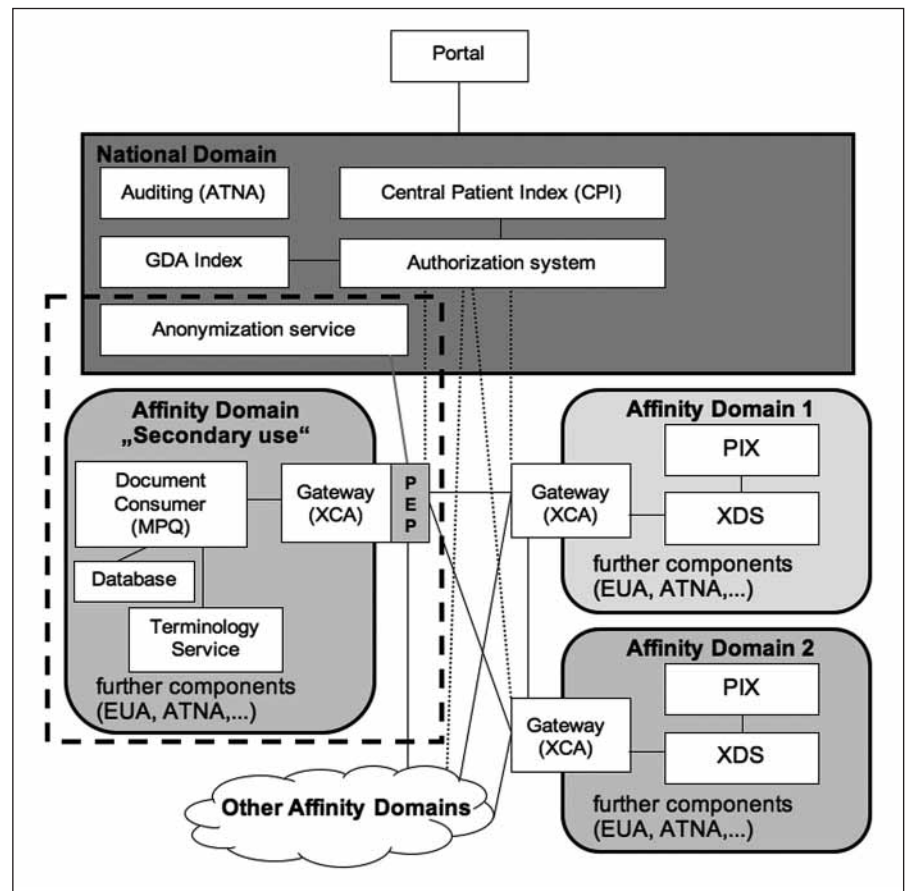 Portal
National Domain
Auditing (ATNA)
Central Patient Index (CPI)
GDA Index
Authorization system
Anonymization service
Affinity Domain
„Secondary use“
Document
Consumer
(MPQ)
Gateway
(XCA)
P
E
P
Database
Terminology
Service
further components
(EUA, ATNA,...)
Gateway
(XCA)
Affinity Domain 1
PIX
XDS
further components
(EUA, ATNA,...)
Gateway
(XCA)
Affinity Domain 2
PIX
XDS
further components
(EUA, ATNA,...)
Other Affinity Domains